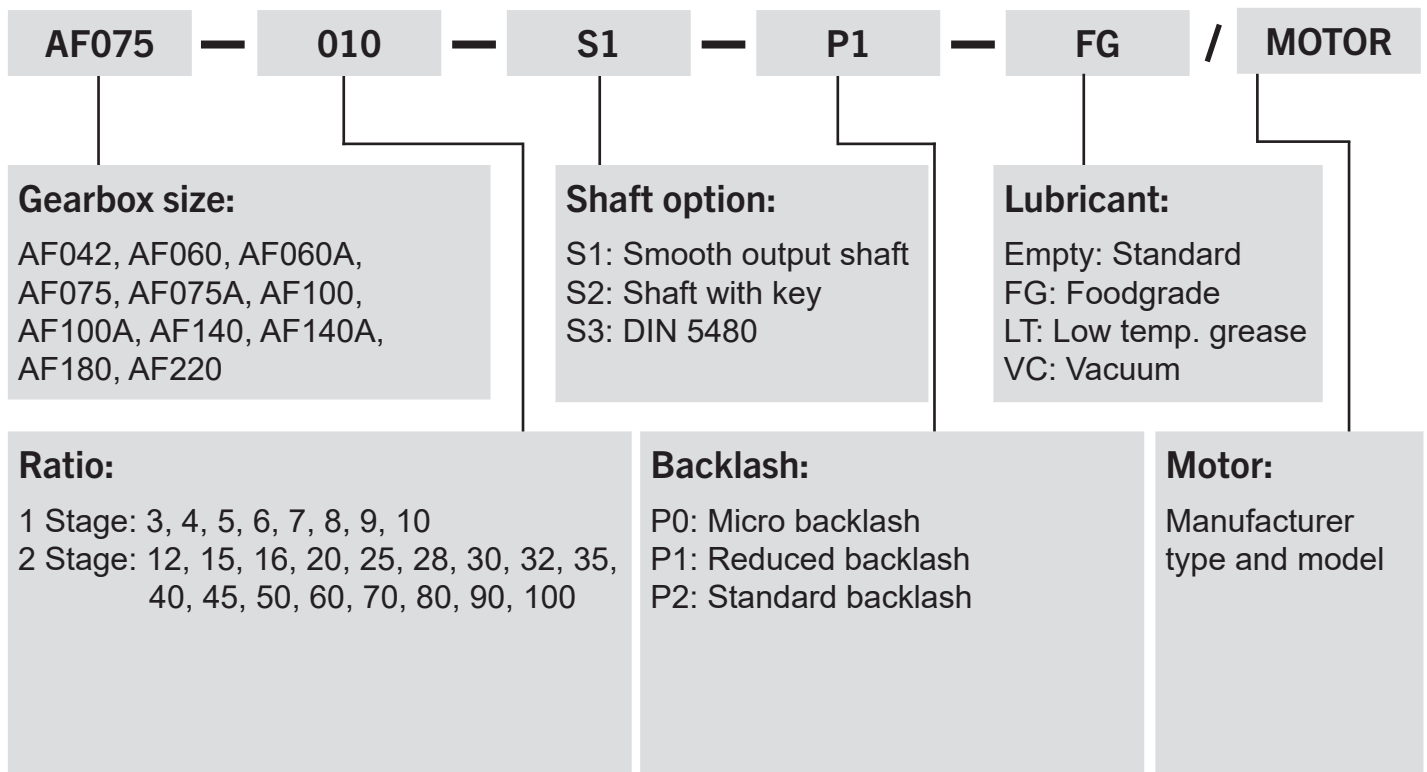 AF075 — 010 — S1 — P1 — FG / MOTOR
Gearbox size:
AF042, AF060, AF060A,
AF075, AF075A, AF100,
AF100A, AF140, AF140A,
AF180, AF220
Shaft option:
S1: Smooth output shaft
S2: Shaft with key
S3: DIN 5480
Lubricant:
Empty: Standard
FG: Foodgrade
LT: Low temp. grease
VC: Vacuum
Ratio:
1 Stage: 3, 4, 5, 6, 7, 8, 9, 10
2 Stage: 12, 15, 16, 20, 25, 28, 30, 32, 35,
40, 45, 50, 60, 70, 80, 90, 100
Backlash:
P0: Micro backlash
P1: Reduced backlash
P2: Standard backlash
Motor:
Manufacturer
type and model